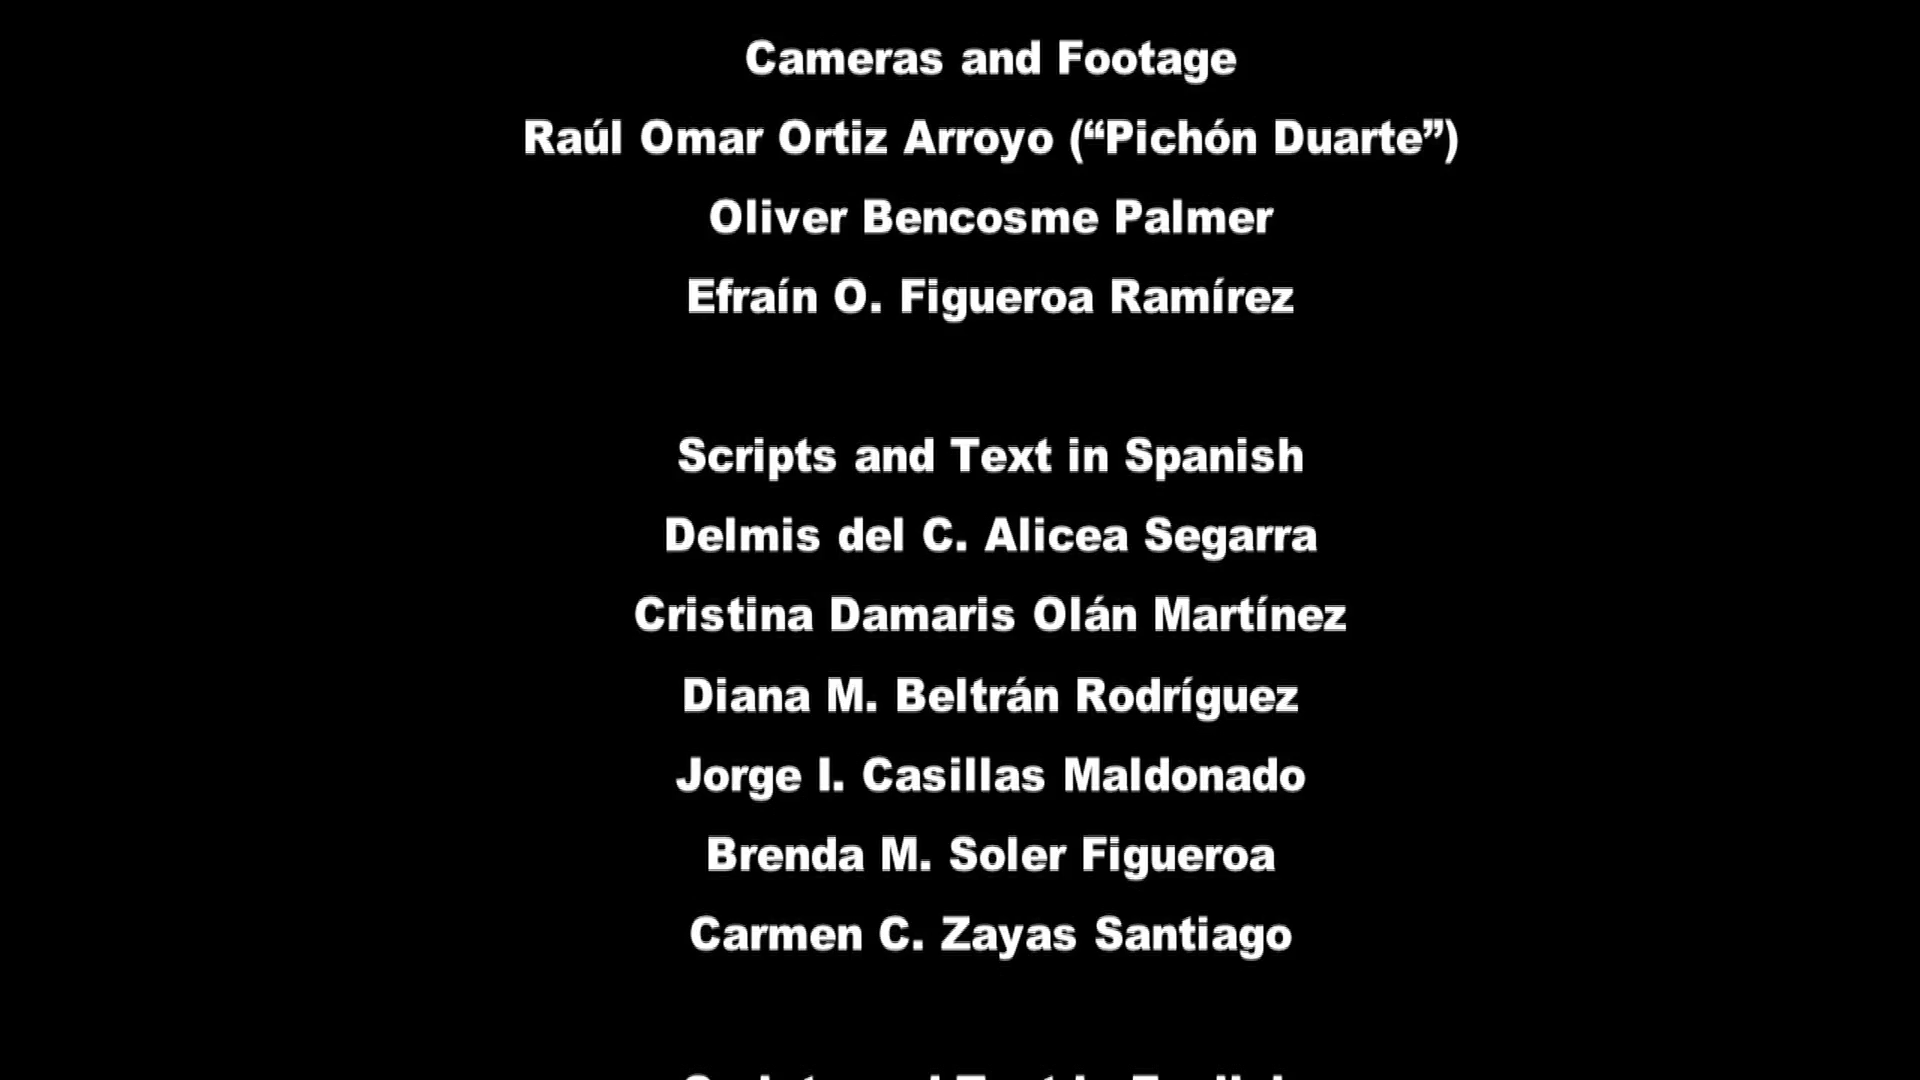 Cameras and Footage
Raúl Omar Ortiz Arroyo (“Pichón Duarte”)
Oliver Bencosme Palmer
Efraín O. Figueroa Ramírez
Scripts and Text in Spanish
Delmis del C. Alicea Segarra
Cristina Damaris Olán Martínez
Diana M. Beltrán Rodríguez
Jorge I. Casillas Maldonado
Brenda M. Soler Figueroa
Carmen C. Zayas Santiago